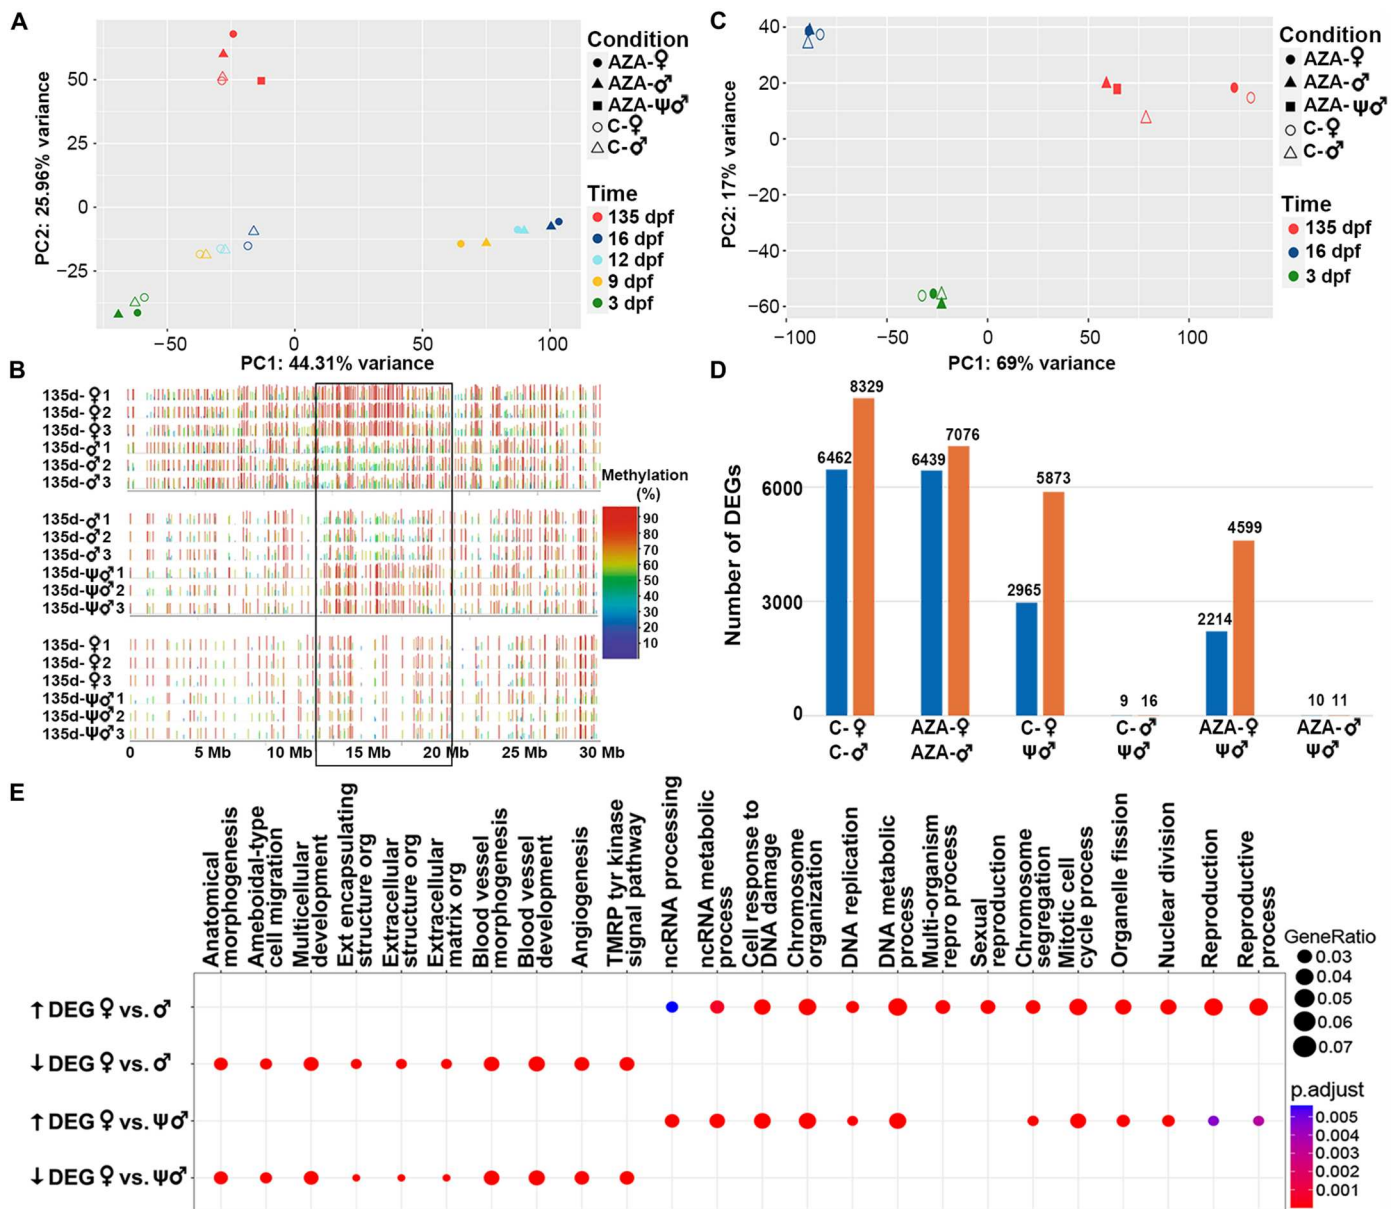 A
Condition
AZA-♀
AZA-♂
AZA-Ψ♂
C-♀
C-♂
Time
135 dpf
16 dpf
12 dpf
9 dpf
3 dpf
PC2: 25.96% variance
50
25
0
−25
−50
0
50
100
PC1: 44.31% variance
C
Condition
AZA-♀
AZA-♂
AZA-Ψ♂
C-♀
C-♂
Time
135 dpf
16 dpf
3 dpf
PC2: 17% variance
40
20
0
−20
−40
−60
−100
−50
0
50
100
PC1: 69% variance
B
135d-♀1
135d-♀2
135d-♀3
135d-♂1
135d-♂2
135d-♂3
135d-♂1
135d-♂2
135d-♂3
135d-Ψ♂1
135d-Ψ♂2
135d-Ψ♂3
135d-♀1
135d-♀2
135d-♀3
135d-Ψ♂1
135d-Ψ♂2
135d-Ψ♂3
0 5 Mb 10 Mb 15 Mb 20 Mb 25 Mb 30 Mb
Methylation
(%)
90
80
70
60
50
40
30
20
10
D
Number of DEGs
6000
3000
0
6462 8329
6439 7076
2965 5873
9 16
2214 4599
10 11
C-♀
C-♂
AZA-♀
AZA-♂
C-♀
Ψ♂
C-♂
Ψ♂
AZA-♀
Ψ♂
AZA-♂
Ψ♂
E
Anatomical
morphogenesis
Ameboidal-type
cell migration
Multicellular
development
Ext encapsulating
structure org
Extracellular
structure org
Extracellular
matrix org
Blood vessel
morphogenesis
Blood vessel
development
Angiogenesis
TMRP tyr kinase
signal pathway
ncRNA processing
ncRNA metabolic
process
Cell response to
DNA damage
Chromosome
organization
DNA replication
DNA metabolic
process
Multi-organism
repro process
Sexual
reproduction
Chromosome
segregation
Mitotic cell
cycle process
Organelle fission
Nuclear division
Reproduction
Reproductive
process
↑ DEG ♀ vs. ♂
↓ DEG ♀ vs. ♂
↑ DEG ♀ vs. Ψ♂
↓ DEG ♀ vs. Ψ♂
GeneRatio
0.03
0.04
0.05
0.06
0.07
p.adjust
0.005
0.004
0.003
0.002
0.001